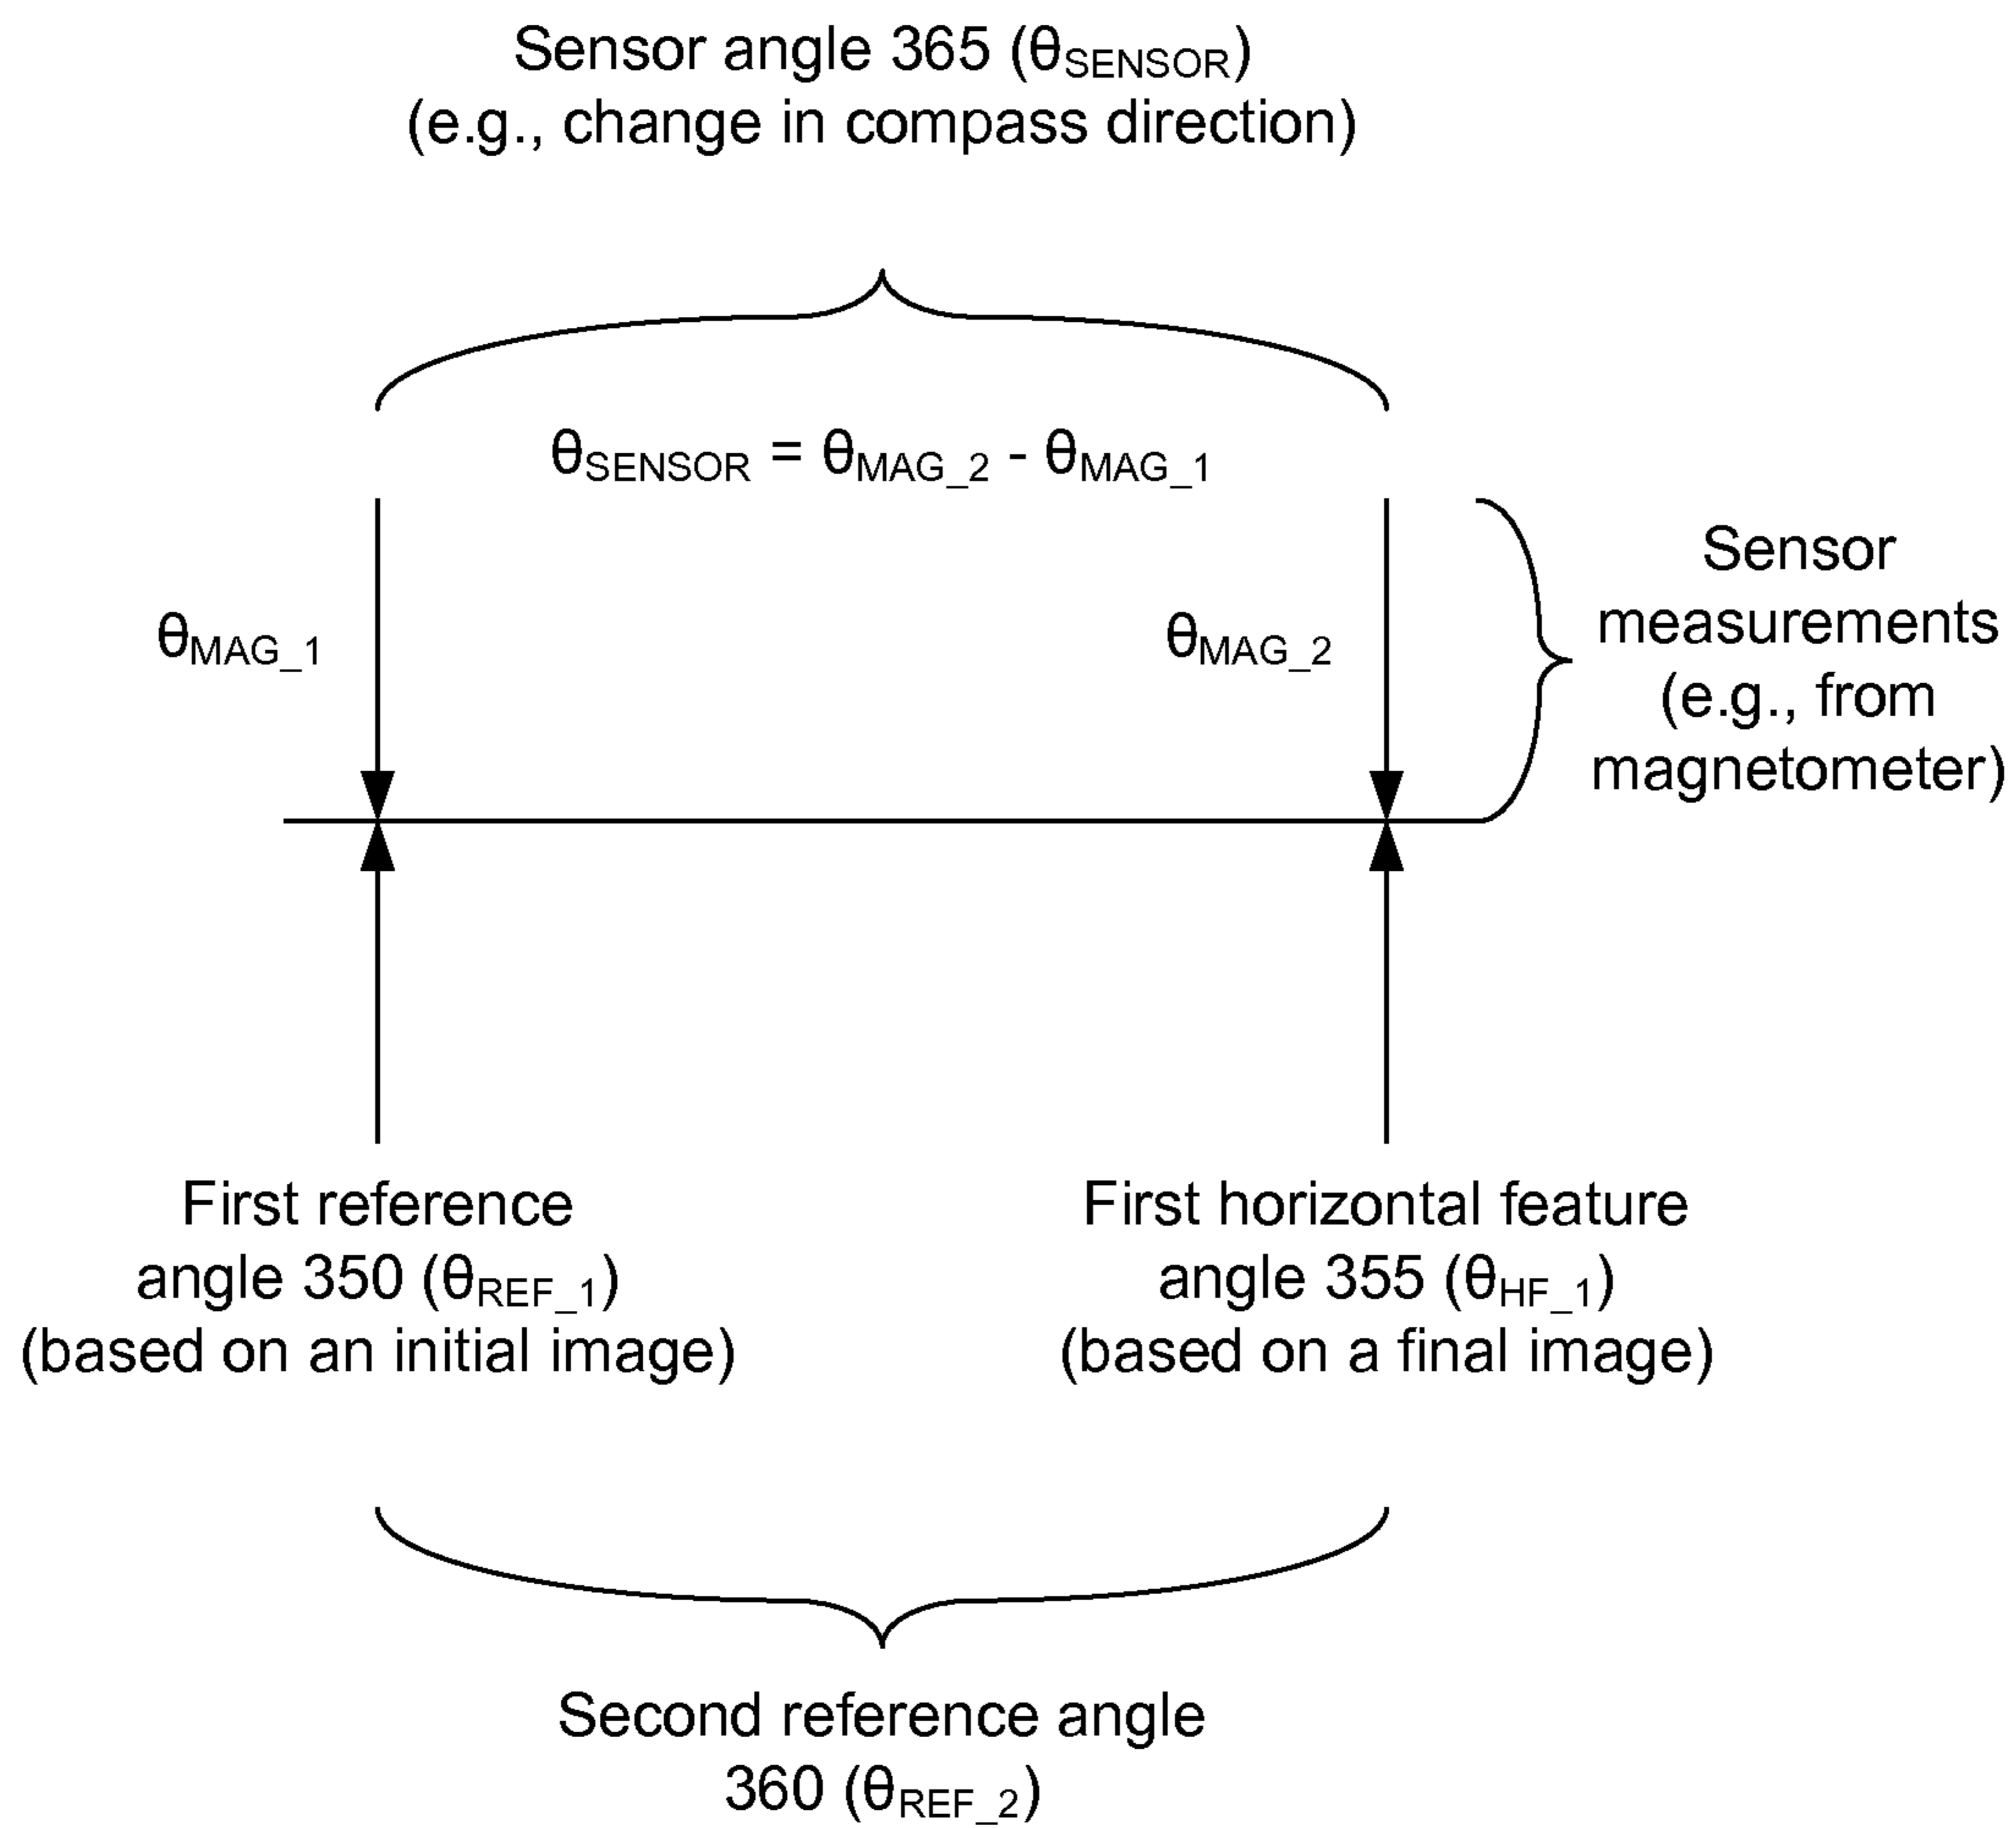 Sensor angle 365 (θSENSOR)
(e.g., change in compass direction)
θSENSOR = θMAG_2 - θMAG_1
θMAG_1
θMAG_2
Sensor
measurements
(e.g., from
magnetometer)
First reference
angle 350 (θREF_1)
(based on an initial image)
First horizontal feature
angle 355 (θHF_1)
(based on a final image)
Second reference angle
360 (θREF_2)